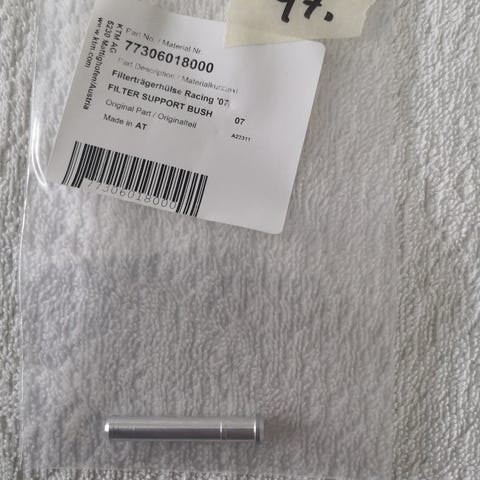 97.
KTM AG
5230 Mattighofen/Austria
www.ktm.com
Part No. / Material Nr.
77306018000
Part Description / Materialkurztext
Filterträgerhülse Racing '07
FILTER SUPPORT BUSH 07
Original Part / Originalteil
Made in AT A22311
77306018000